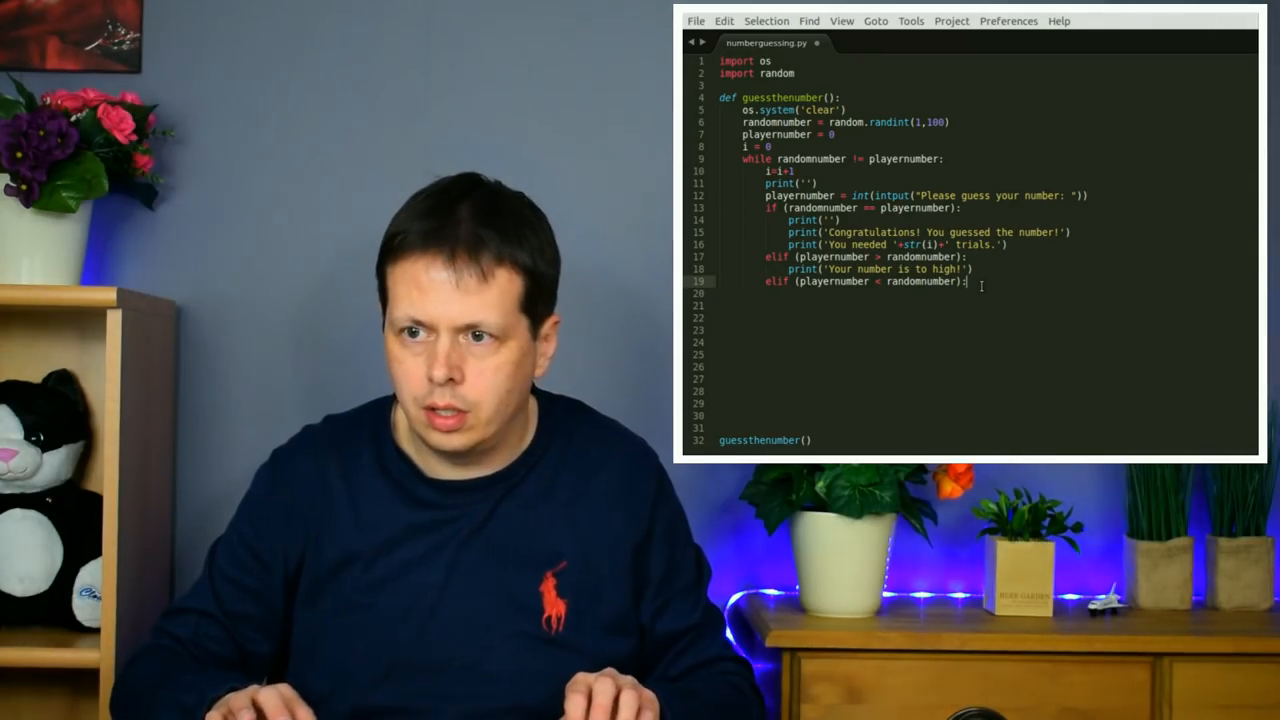 File Edit Selection Find View Goto Tools Project Preferences Help
numberguessing.py
1 import os
2 import random
3
4 def guessthenumber():
5 os.system('clear')
6 randomnumber = random.randint(1,100)
7 playernumber = 0
8 i = 0
9 while randomnumber != playernumber:
10 i=i+1
11 print('')
12 playernumber = int(intput("Please guess your number: "))
13 if (randomnumber == playernumber):
14 print('')
15 print('Congratulations! You guessed the number!')
16 print('You needed '+str(i)+' trials.')
17 elif (playernumber > randomnumber):
18 print('Your number is to high!')
19 elif (playernumber < randomnumber):
20
21
22
23
24
25
26
27
28
29
30
31
32 guessthenumber()
HERB GARDEN